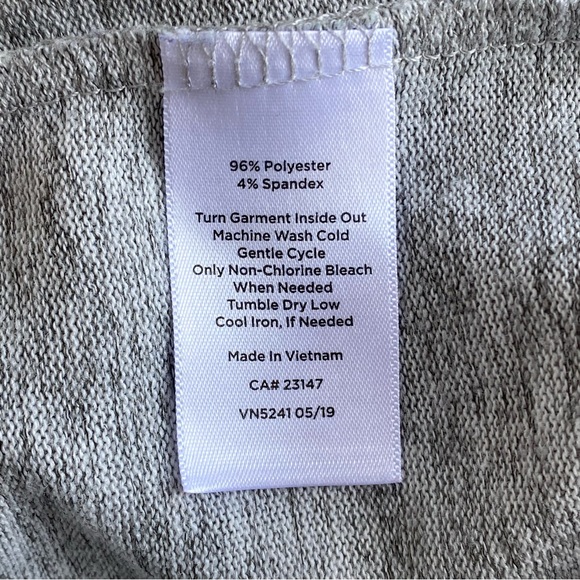 96% Polyester
4% Spandex
Turn Garment Inside Out
Machine Wash Cold
Gentle Cycle
Only Non-Chlorine Bleach
When Needed
Tumble Dry Low
Cool Iron, If Needed
Made In Vietnam
CA# 23147
VN5241 05/19